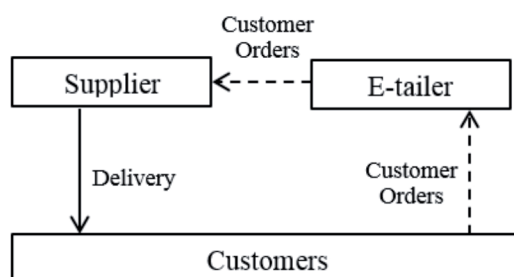 Customer
Orders
Supplier
E-tailer
Delivery
Customer
Orders
Customers